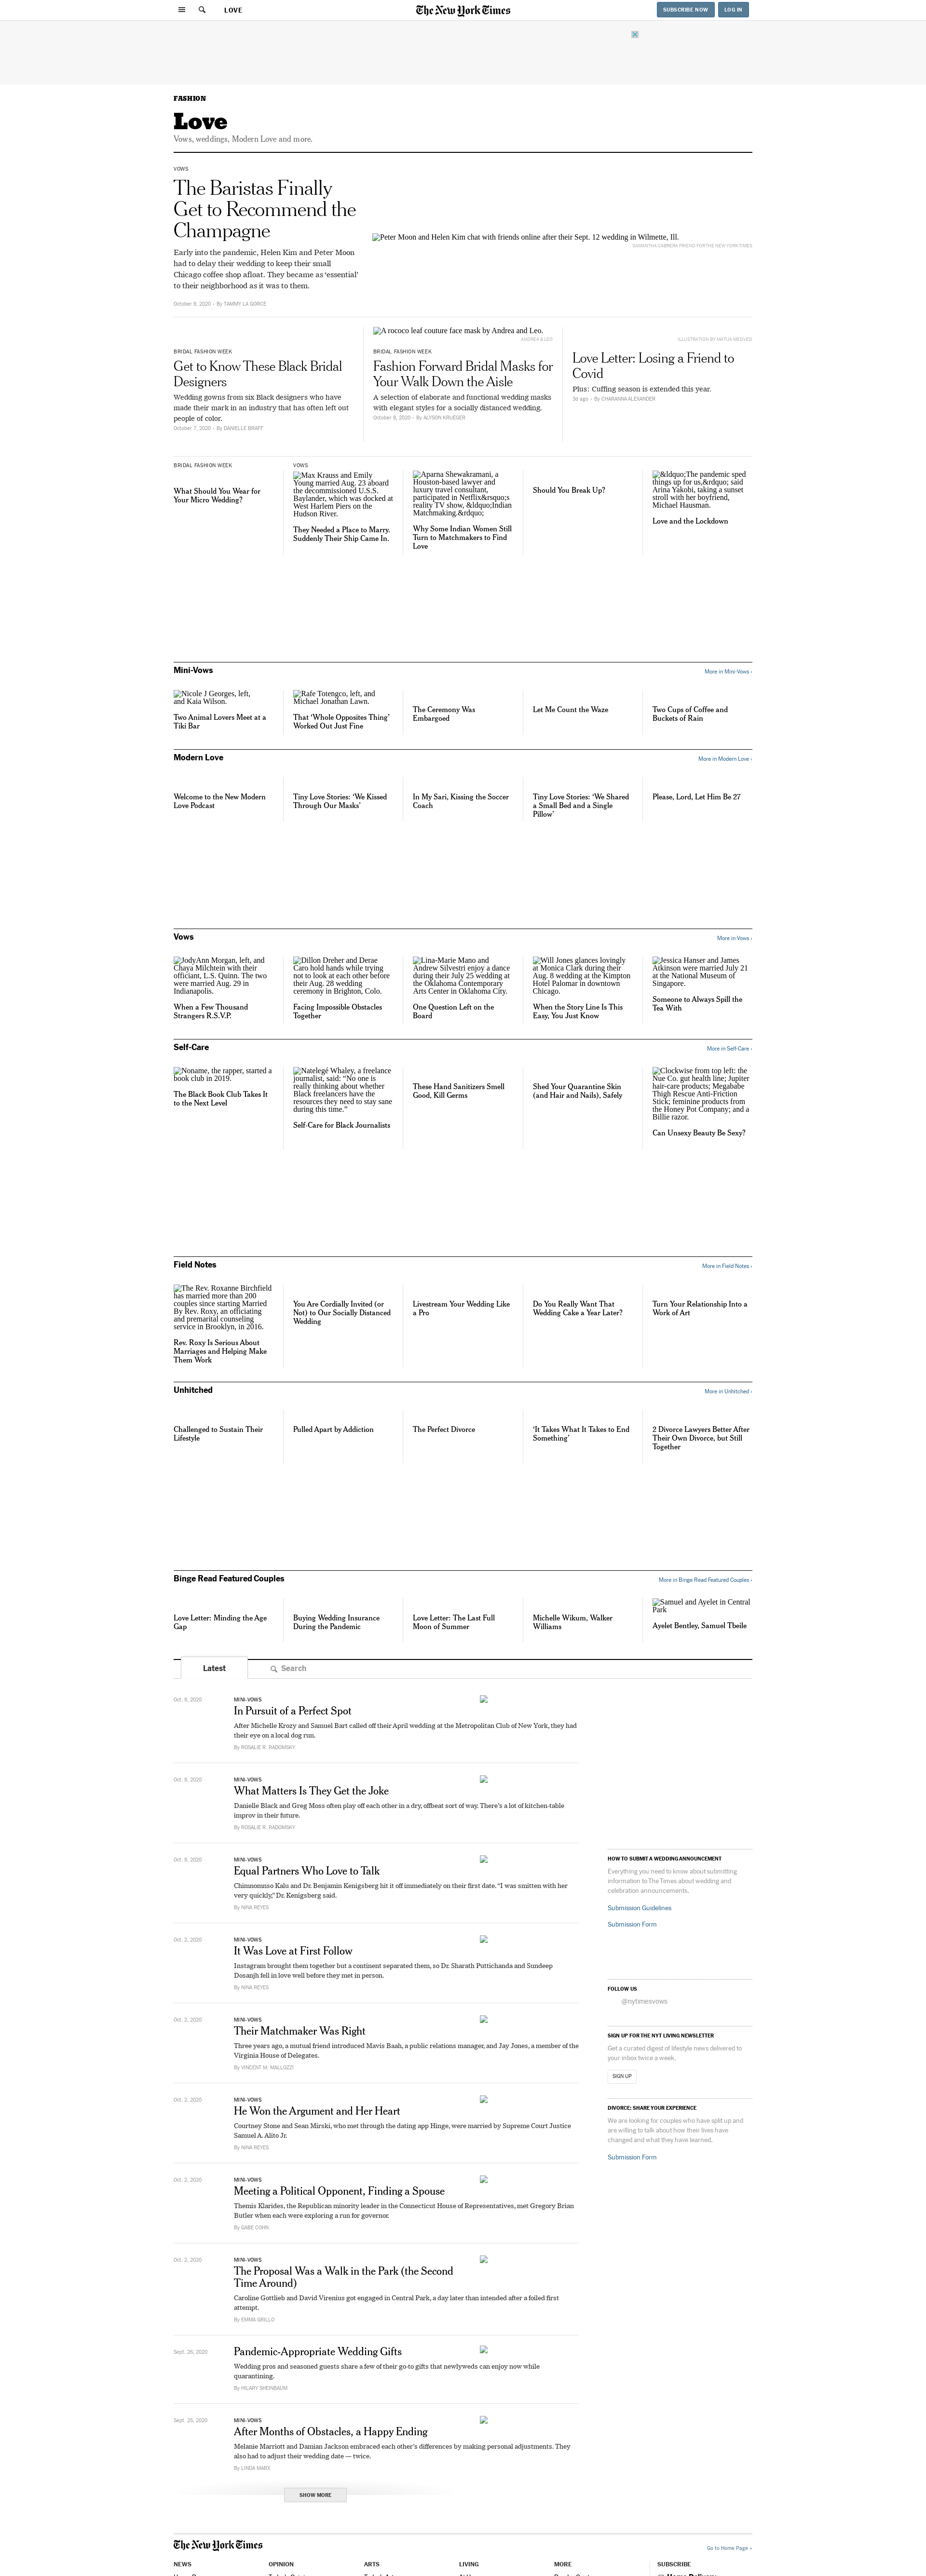 LOVE
The New York Times
SUBSCRIBE NOW
LOG IN
FASHION
Love
Vows, weddings, Modern Love and more.
VOWS
The Baristas Finally
Get to Recommend the
Champagne
Early into the pandemic, Helen Kim and Peter Moon
had to delay their wedding to keep their small
Chicago coffee shop afloat. They became as ‘essential’
to their neighborhood as it was to them.
October 9, 2020 - By TAMMY LA GORCE
Peter Moon and Helen Kim chat with friends online after their Sept. 12 wedding in Wilmette, Ill.
SAMANTHA CABRERA FRIEND FOR THE NEW YORK TIMES
BRIDAL FASHION WEEK
Get to Know These Black Bridal
Designers
Wedding gowns from six Black designers who have
made their mark in an industry that has often left out
people of color.
October 7, 2020 - By DANIELLE BRAFF
A rococo leaf couture face mask by Andrea and Leo.
ANDREA & LEO
BRIDAL FASHION WEEK
Fashion Forward Bridal Masks for
Your Walk Down the Aisle
A selection of elaborate and functional wedding masks
with elegant styles for a socially distanced wedding.
October 8, 2020 - By ALYSON KRUEGER
ILLUSTRATION BY MATIJA MEDVED
Love Letter: Losing a Friend to
Covid
Plus: Cuffing season is extended this year.
3d ago - By CHARANNA ALEXANDER
BRIDAL FASHION WEEK
What Should You Wear for
Your Micro Wedding?
VOWS
Max Krauss and Emily
Young married Aug. 23 aboard
the decommissioned U.S.S.
Baylander, which was docked at
West Harlem Piers on the
Hudson River.
They Needed a Place to Marry.
Suddenly Their Ship Came In.
Aparna Shewakramani, a
Houston-based lawyer and
luxury travel consultant,
participated in Netflix&rsquo;s
reality TV show, &ldquo;Indian
Matchmaking.&rdquo;
Why Some Indian Women Still
Turn to Matchmakers to Find
Love
Should You Break Up?
&ldquo;The pandemic sped
things up for us,&rdquo; said
Arina Yakobi, taking a sunset
stroll with her boyfriend,
Michael Hausman.
Love and the Lockdown
Mini-Vows
More in Mini-Vows ›
Nicole J Georges, left,
and Kaia Wilson.
Two Animal Lovers Meet at a
Tiki Bar
Rafe Totengco, left, and
Michael Jonathan Lawn.
That ‘Whole Opposites Thing’
Worked Out Just Fine
The Ceremony Was
Embargoed
Let Me Count the Waze
Two Cups of Coffee and
Buckets of Rain
Modern Love
More in Modern Love ›
Welcome to the New Modern
Love Podcast
Tiny Love Stories: ‘We Kissed
Through Our Masks’
In My Sari, Kissing the Soccer
Coach
Tiny Love Stories: ‘We Shared
a Small Bed and a Single
Pillow’
Please, Lord, Let Him Be 27
Vows
More in Vows ›
JodyAnn Morgan, left, and
Chaya Milchtein with their
officiant, L.S. Quinn. The two
were married Aug. 29 in
Indianapolis.
When a Few Thousand
Strangers R.S.V.P.
Dillon Dreher and Derae
Caro hold hands while trying
not to look at each other before
their Aug. 28 wedding
ceremony in Brighton, Colo.
Facing Impossible Obstacles
Together
Lina-Marie Mano and
Andrew Silvestri enjoy a dance
during their July 25 wedding at
the Oklahoma Contemporary
Arts Center in Oklahoma City.
One Question Left on the
Board
Will Jones glances lovingly
at Monica Clark during their
Aug. 8 wedding at the Kimpton
Hotel Palomar in downtown
Chicago.
When the Story Line Is This
Easy, You Just Know
Jessica Hanser and James
Atkinson were married July 21
at the National Museum of
Singapore.
Someone to Always Spill the
Tea With
Self-Care
More in Self-Care ›
Noname, the rapper, started a
book club in 2019.
The Black Book Club Takes It
to the Next Level
Natelegé Whaley, a freelance
journalist, said: “No one is
really thinking about whether
Black freelancers have the
resources they need to stay sane
during this time.”
Self-Care for Black Journalists
These Hand Sanitizers Smell
Good, Kill Germs
Shed Your Quarantine Skin
(and Hair and Nails), Safely
Clockwise from top left: the
Nue Co. gut health line; Jupiter
hair-care products; Megababe
Thigh Rescue Anti-Friction
Stick; feminine products from
the Honey Pot Company; and a
Billie razor.
Can Unsexy Beauty Be Sexy?
Field Notes
More in Field Notes ›
The Rev. Roxanne Birchfield
has married more than 200
couples since starting Married
By Rev. Roxy, an officiating
and premarital counseling
service in Brooklyn, in 2016.
Rev. Roxy Is Serious About
Marriages and Helping Make
Them Work
You Are Cordially Invited (or
Not) to Our Socially Distanced
Wedding
Livestream Your Wedding Like
a Pro
Do You Really Want That
Wedding Cake a Year Later?
Turn Your Relationship Into a
Work of Art
Unhitched
More in Unhitched ›
Challenged to Sustain Their
Lifestyle
Pulled Apart by Addiction
The Perfect Divorce
‘It Takes What It Takes to End
Something’
2 Divorce Lawyers Better After
Their Own Divorce, but Still
Together
Binge Read Featured Couples
More in Binge Read Featured Couples ›
Love Letter: Minding the Age
Gap
Buying Wedding Insurance
During the Pandemic
Love Letter: The Last Full
Moon of Summer
Michelle Wikum, Walker
Williams
Samuel and Ayelet in Central
Park
Ayelet Bentley, Samuel Tbeile
Latest
Search
Oct. 9, 2020
MINI-VOWS
In Pursuit of a Perfect Spot
After Michelle Krozy and Samuel Bart called off their April wedding at the Metropolitan Club of New York, they had
their eye on a local dog run.
By ROSALIE R. RADOMSKY
Oct. 9, 2020
MINI-VOWS
What Matters Is They Get the Joke
Danielle Black and Greg Moss often play off each other in a dry, offbeat sort of way. There’s a lot of kitchen-table
improv in their future.
By ROSALIE R. RADOMSKY
Oct. 9, 2020
MINI-VOWS
Equal Partners Who Love to Talk
Chimnomnso Kalu and Dr. Benjamin Kenigsberg hit it off immediately on their first date. “I was smitten with her
very quickly,” Dr. Kenigsberg said.
By NINA REYES
Oct. 2, 2020
MINI-VOWS
It Was Love at First Follow
Instagram brought them together but a continent separated them, so Dr. Sharath Puttichanda and Sundeep
Dosanjh fell in love well before they met in person.
By NINA REYES
Oct. 2, 2020
MINI-VOWS
Their Matchmaker Was Right
Three years ago, a mutual friend introduced Mavis Baah, a public relations manager, and Jay Jones, a member of the
Virginia House of Delegates.
By VINCENT M. MALLOZZI
Oct. 2, 2020
MINI-VOWS
He Won the Argument and Her Heart
Courtney Stone and Sean Mirski, who met through the dating app Hinge, were married by Supreme Court Justice
Samuel A. Alito Jr.
By NINA REYES
Oct. 2, 2020
MINI-VOWS
Meeting a Political Opponent, Finding a Spouse
Themis Klarides, the Republican minority leader in the Connecticut House of Representatives, met Gregory Brian
Butler when each were exploring a run for governor.
By GABE COHN
Oct. 2, 2020
MINI-VOWS
The Proposal Was a Walk in the Park (the Second
Time Around)
Caroline Gottlieb and David Virenius got engaged in Central Park, a day later than intended after a foiled first
attempt.
By EMMA GRILLO
Sept. 26, 2020
Pandemic-Appropriate Wedding Gifts
Wedding pros and seasoned guests share a few of their go-to gifts that newlyweds can enjoy now while
quarantining.
By HILARY SHEINBAUM
Sept. 25, 2020
MINI-VOWS
After Months of Obstacles, a Happy Ending
Melanie Marriott and Damian Jackson embraced each other’s differences by making personal adjustments. They
also had to adjust their wedding date — twice.
By LINDA MARX
SHOW MORE
HOW TO SUBMIT A WEDDING ANNOUNCEMENT
Everything you need to know about submitting
information to The Times about wedding and
celebration announcements.
Submission Guidelines
Submission Form
FOLLOW US
@nytimesvows
SIGN UP FOR THE NYT LIVING NEWSLETTER
Get a curated digest of lifestyle news delivered to
your inbox twice a week.
SIGN UP
DIVORCE: SHARE YOUR EXPERIENCE
We are looking for couples who have split up and
are willing to talk about how their lives have
changed and what they have learned.
Submission Form
The New York Times
Go to Home Page »
NEWS
OPINION
ARTS
LIVING
MORE
SUBSCRIBE